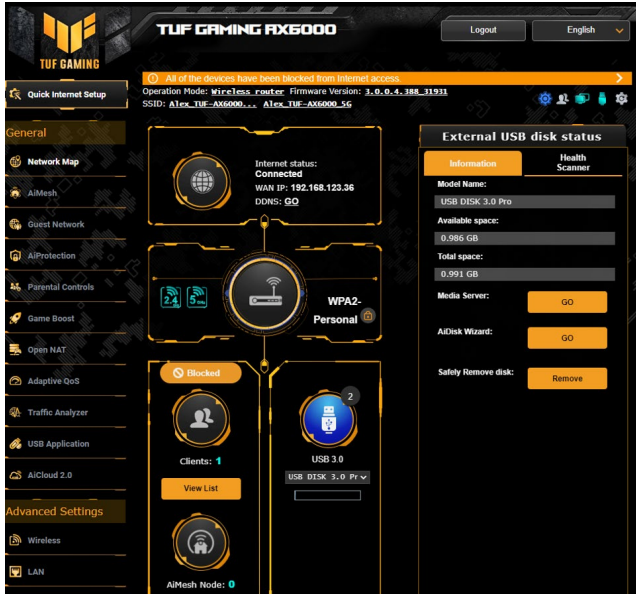 TUF GAMING
TUF GAMING AX6000
Logout
English
All of the devices have been blocked from Internet access.
Operation Mode: Wireless router Firmware Version: 3.0.0.4.388_31931
SSID: Alex_TUF-AX6000... Alex_TUF-AX6000_5G
Quick Internet Setup
General
Network Map
AiMesh
Guest Network
AiProtection
Parental Controls
Game Boost
Open NAT
Adaptive QoS
Traffic Analyzer
USB Application
AiCloud 2.0
Advanced Settings
Wireless
LAN
Internet status:
Connected
WAN IP: 192.168.123.36
DDNS: GO
2.4
5
WPA2-
Personal
Blocked
Clients: 1
View List
AiMesh Node: 0
2
USB 3.0
USB DISK 3.0 Pr
External USB disk status
Information
Health
Scanner
Model Name:
USB DISK 3.0 Pro
Available space:
0.986 GB
Total space:
0.991 GB
Media Server:
GO
AiDisk Wizard:
GO
Safely Remove disk:
Remove